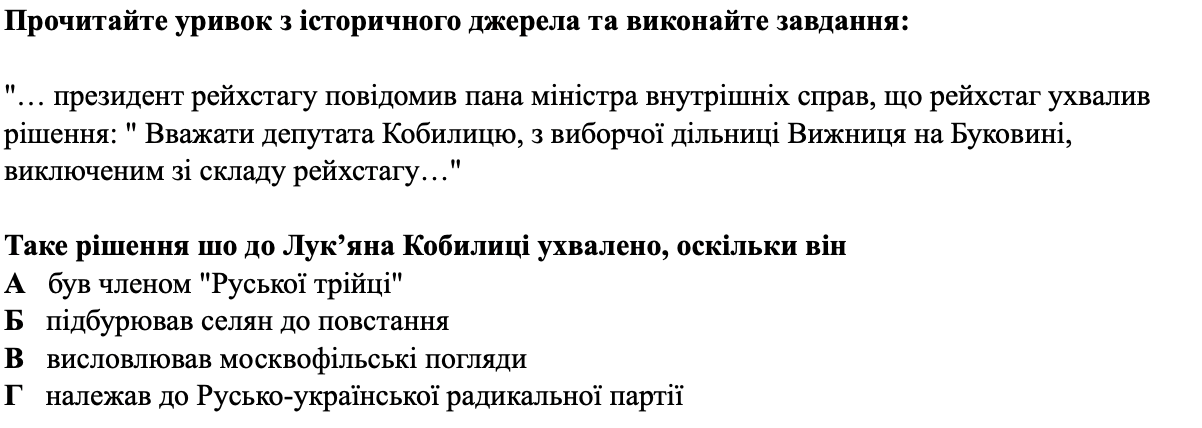 Прочитайте уривок з історичного джерела та виконайте завдання:
"… президент рейхстагу повідомив пана міністра внутрішніх справ, що рейхстаг ухвалив
рішення: " Вважати депутата Кобилицю, з виборчої дільниці Вижниця на Буковині,
виключеним зі складу рейхстагу…"
Таке рішення шо до Лук’яна Кобилиці ухвалено, оскільки він
А був членом "Руської трійці"
Б підбурював селян до повстання
В висловлював москвофільські погляди
Г належав до Русько-української радикальної партії